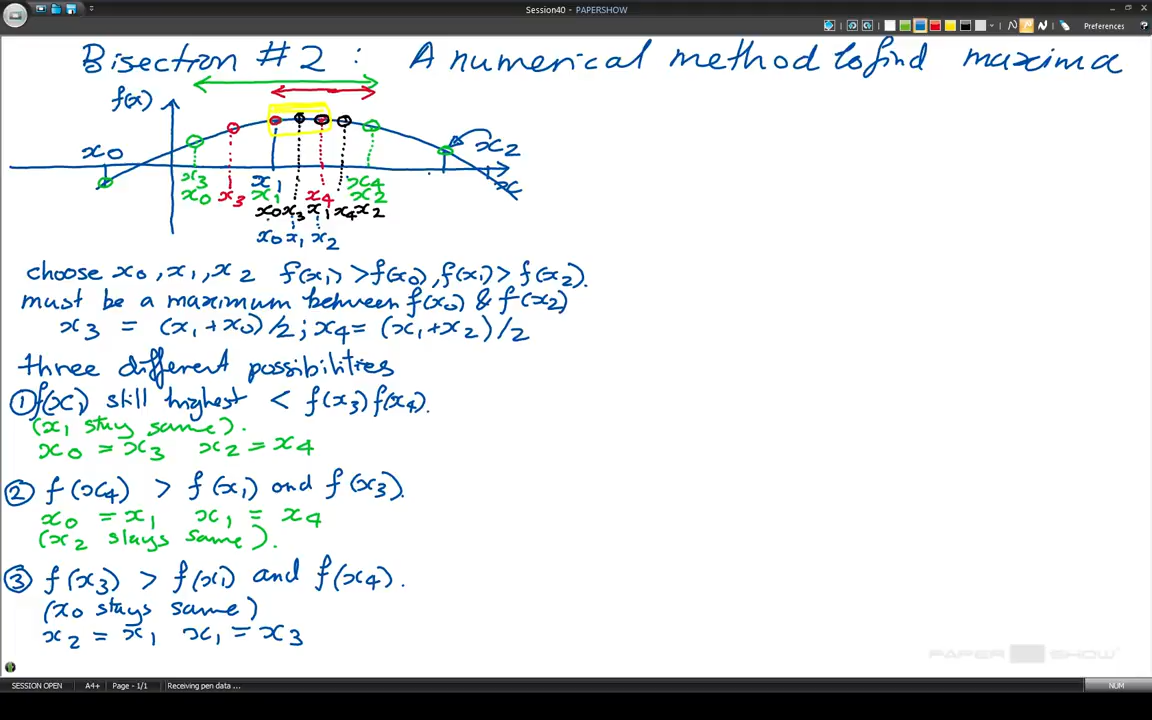 Session40 - PAPERSHOW
Preferences
Bisection #2 : A numerical method to find maxima
f(x)
x0
x2
x3 x1 x4 x
x0 x3 x1 x4 x2
x0 x3 x1 x4 x2
x0 x1 x2
choose x0, x1, x2 f(x1) > f(x0), f(x1) > f(x2).
must be a maximum between f(x0) & f(x2)
x3 = (x1+x0)/2; x4 = (x1+x2)/2
three different possibilities
① f(x1) still highest < f(x3) f(x4).
(x1 stay same).
x0 = x3 x2 = x4
② f(x4) > f(x1) and f(x3).
x0 = x1 x1 = x4
(x2 stays same).
③ f(x3) > f(x1) and f(x4).
(x0 stays same)
x2 = x1 x1 = x3
PAPER SHOW
SESSION OPEN A4+ Page - 1/1 Receiving pen data ... NUM